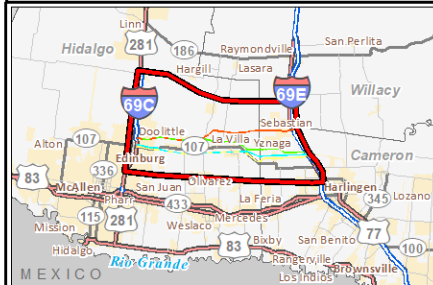 Linn
San Perlita
281
Hidalgo
186
Raymondville
Hargill
Lasara
69E
Willacy
69C
Sebastian
107
Doolittle
La Villa
Yznaga
Alton
107
Cameron
Edinburg
336
83
McAllen
San Juan
Olivarez
Harlingen
345
Pharr
433
La Feria
Lozano
115
281
Mercedes
77
Mission
Weslaco
San Benito
100
Hidalgo
83
Bixby
Rio Grande
Rangerville
Brownsville
MEXICO
Los Indios